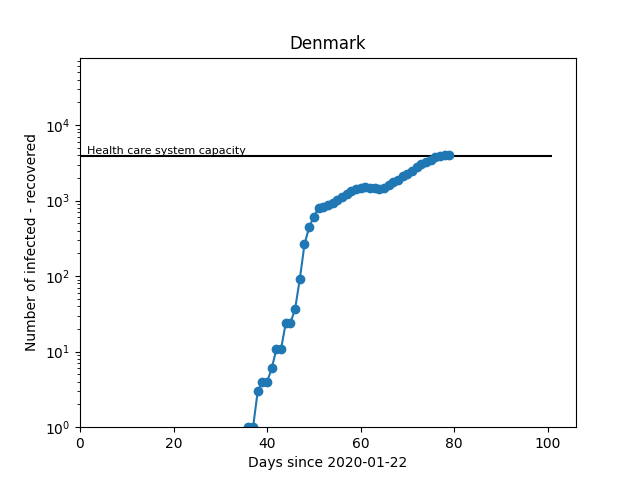 Denmark
Number of infected - recovered
10^4
10^3
10^2
10^1
10^0
Health care system capacity
0 20 40 60 80 100
Days since 2020-01-22